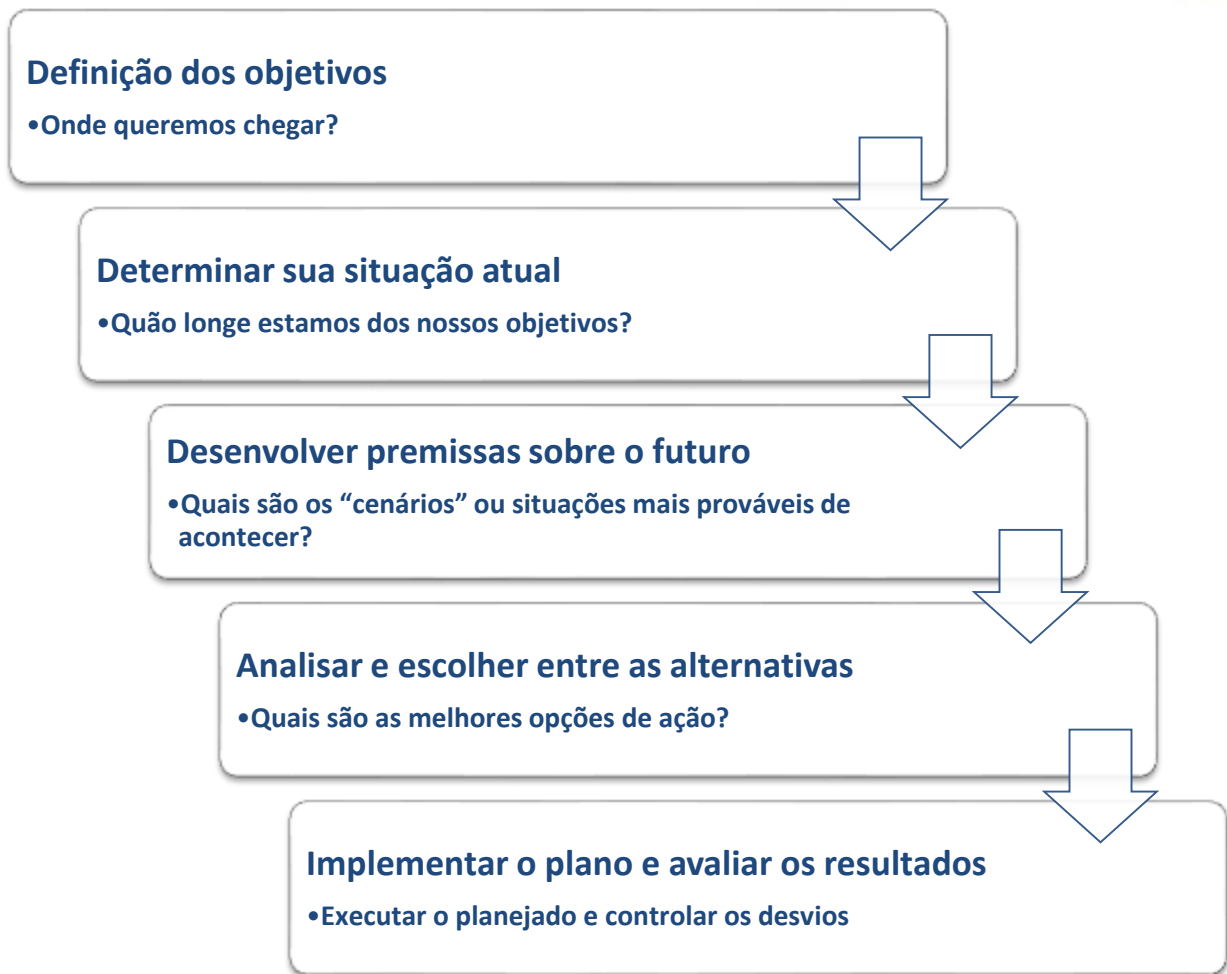 Definição dos objetivos
•Onde queremos chegar?
Determinar sua situação atual
•Quão longe estamos dos nossos objetivos?
Desenvolver premissas sobre o futuro
•Quais são os “cenários” ou situações mais prováveis de
acontecer?
Analisar e escolher entre as alternativas
•Quais são as melhores opções de ação?
Implementar o plano e avaliar os resultados
•Executar o planejado e controlar os desvios